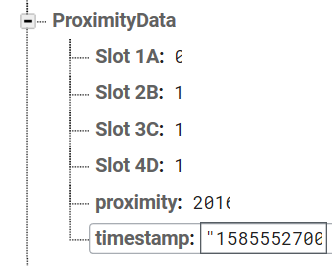 ProximityData
Slot 1A: 0
Slot 2B: 1
Slot 3C: 1
Slot 4D: 1
proximity: 2016
timestamp: "1585552700